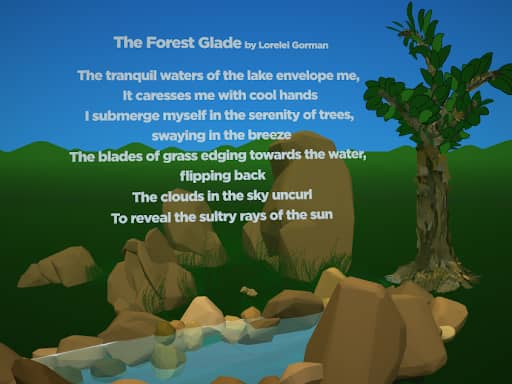 The Forest Glade by Lorelel Gorman
The tranquil waters of the lake envelope me,
It caresses me with cool hands
I submerge myself in the serenity of trees,
swaying in the breeze
The blades of grass edging towards the water,
flipping back
The clouds in the sky uncurl
To reveal the sultry rays of the sun